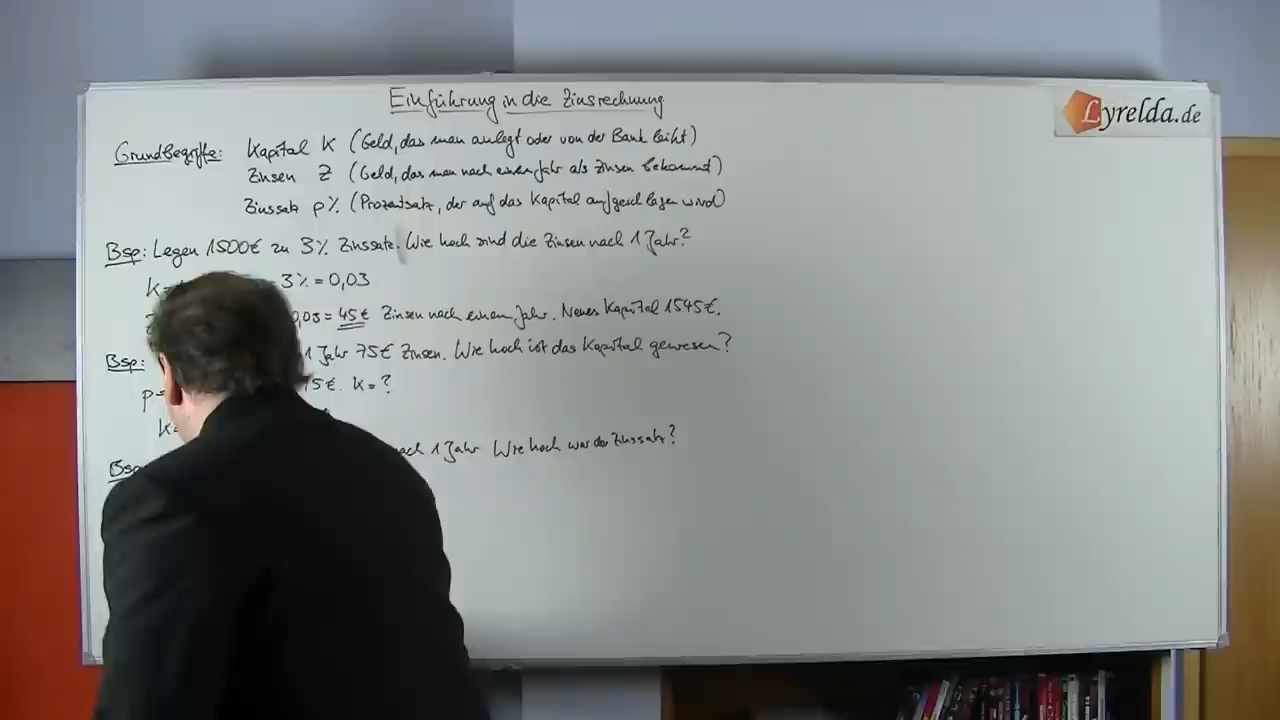 Einführung in die Zinsrechnung
Lyrelda.de
Grundbegriffe: Kapital K (Geld, das man anlegt oder von der Bank leiht)
Zinsen Z (Geld, das man nach einem Jahr als Zinsen bekommt)
Zinssatz p% (Prozentsatz, der auf das Kapital aufgeschlagen wird)
Bsp: Legen 1500€ zu 3% Zinssatz. Wie hoch sind die Zinsen nach 1 Jahr?
K= 3% = 0,03
0,03 = 45€ Zinsen nach einem Jahr. Neues Kapital 1545€.
Bsp: 1 Jahr 75€ Zinsen. Wie hoch ist das Kapital gewesen?
p= 5€. K=?
K=
Bsp 1 Jahr Wie hoch war der Zinssatz?